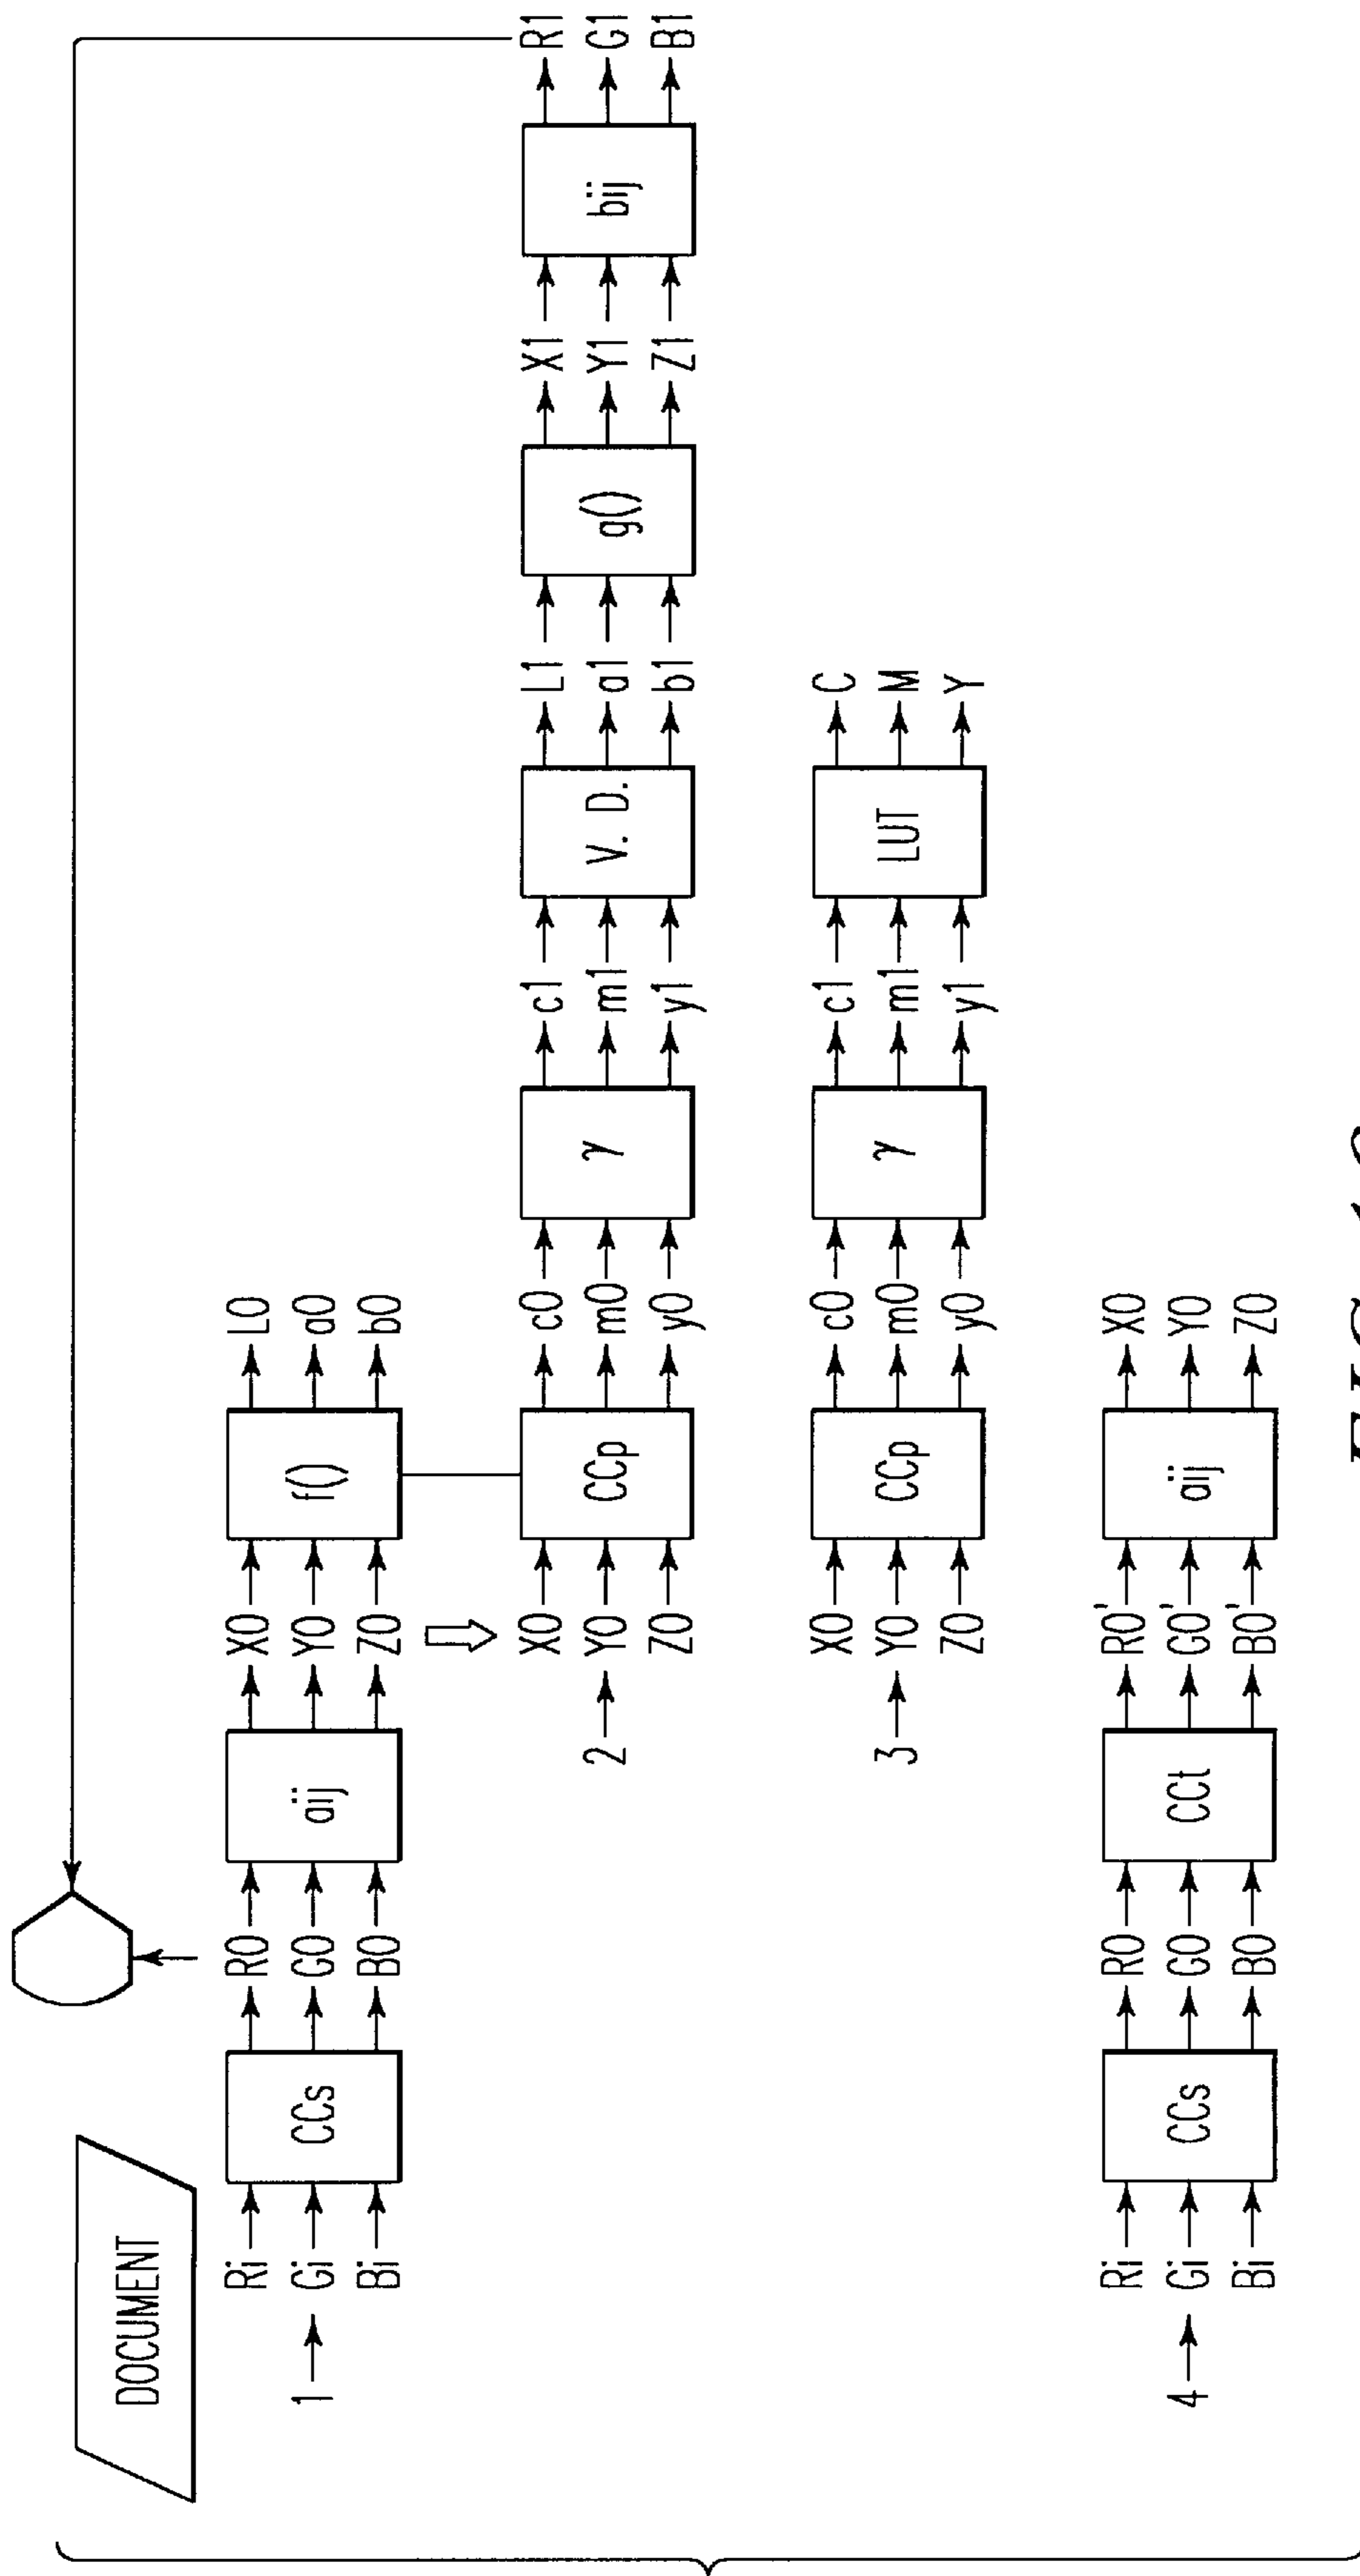 DOCUMENT
1 Ri CCs R0 aij X0 f() L0
Gi G0 Y0 a0
Bi B0 Z0 b0
2 X0 CCp c0 γ c1 V. D. L1 g() X1 bij R1
Y0 m0 m1 a1 Y1 G1
Z0 y0 y1 b1 Z1 B1
3 X0 CCp c0 γ c1 LUT C
Y0 m0 m1 M
Z0 y0 y1 Y
4 Ri CCs R0 CCt R0' aij X0
Gi G0 G0' Y0
Bi B0 B0' Z0